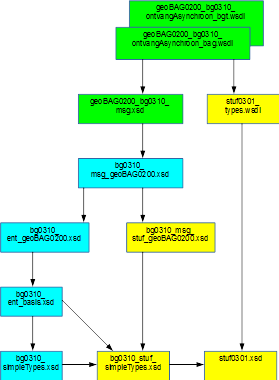 geoBAG0200_bg0310_
ontvangAsynchroon_bgt.wsdl
geoBAG0200_bg0310_
ontvangAsynchroon_bag.wsdl
geoBAG0200_bg0310_
msg.xsd
stuf0301_
types.wsdl
bg0310_
msg_geoBAG0200.xsd
bg0310_
ent_geoBAG0200.xsd
bg0310_msg_
stuf_geoBAG0200.xsd
bg0310_
ent_basis.xsd
bg0310_
simpleTypes.xsd
bg0310_stuf_
simpleTypes.xsd
stuf0301.xsd